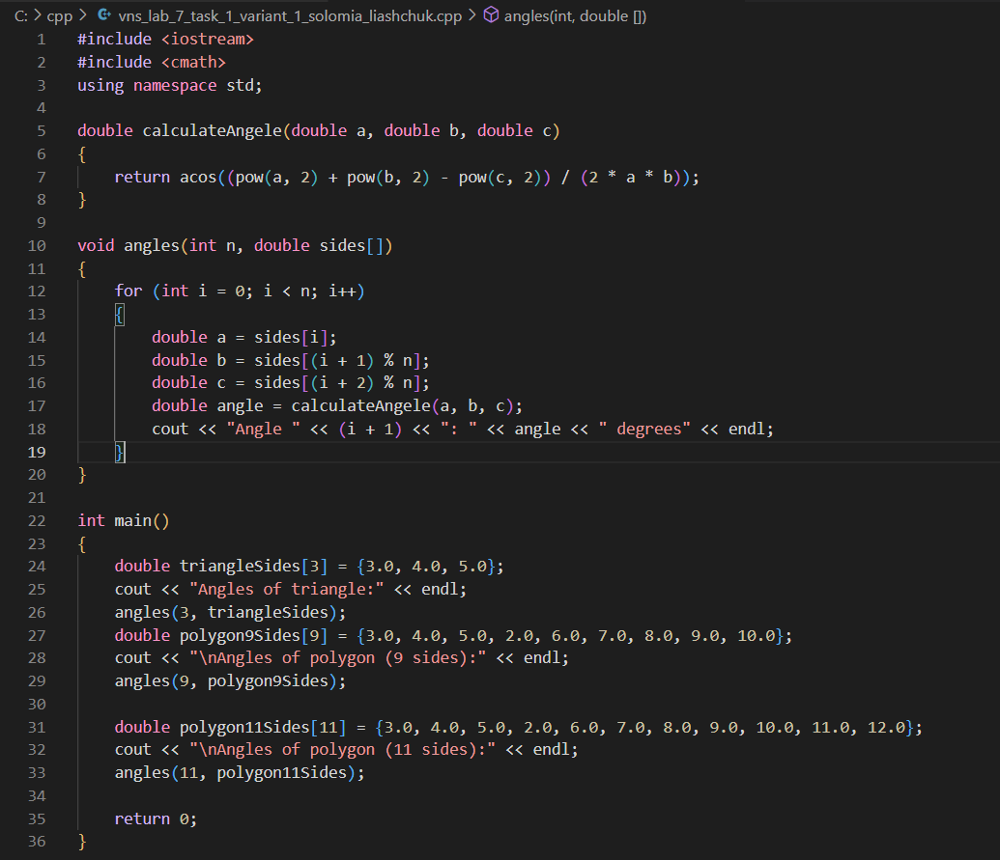 C: > cpp > vns_lab_7_task_1_variant_1_solomia_liashchuk.cpp > angles(int, double [])
1 #include <iostream>
2 #include <cmath>
3 using namespace std;
4
5 double calculateAngele(double a, double b, double c)
6 {
7     return acos((pow(a, 2) + pow(b, 2) - pow(c, 2)) / (2 * a * b));
8 }
9
10 void angles(int n, double sides[])
11 {
12     for (int i = 0; i < n; i++)
13     {
14         double a = sides[i];
15         double b = sides[(i + 1) % n];
16         double c = sides[(i + 2) % n];
17         double angle = calculateAngele(a, b, c);
18         cout << "Angle " << (i + 1) << ": " << angle << " degrees" << endl;
19     }
20 }
21
22 int main()
23 {
24     double triangleSides[3] = {3.0, 4.0, 5.0};
25     cout << "Angles of triangle:" << endl;
26     angles(3, triangleSides);
27     double polygon9Sides[9] = {3.0, 4.0, 5.0, 2.0, 6.0, 7.0, 8.0, 9.0, 10.0};
28     cout << "\nAngles of polygon (9 sides):" << endl;
29     angles(9, polygon9Sides);
30
31     double polygon11Sides[11] = {3.0, 4.0, 5.0, 2.0, 6.0, 7.0, 8.0, 9.0, 10.0, 11.0, 12.0};
32     cout << "\nAngles of polygon (11 sides):" << endl;
33     angles(11, polygon11Sides);
34
35     return 0;
36 }